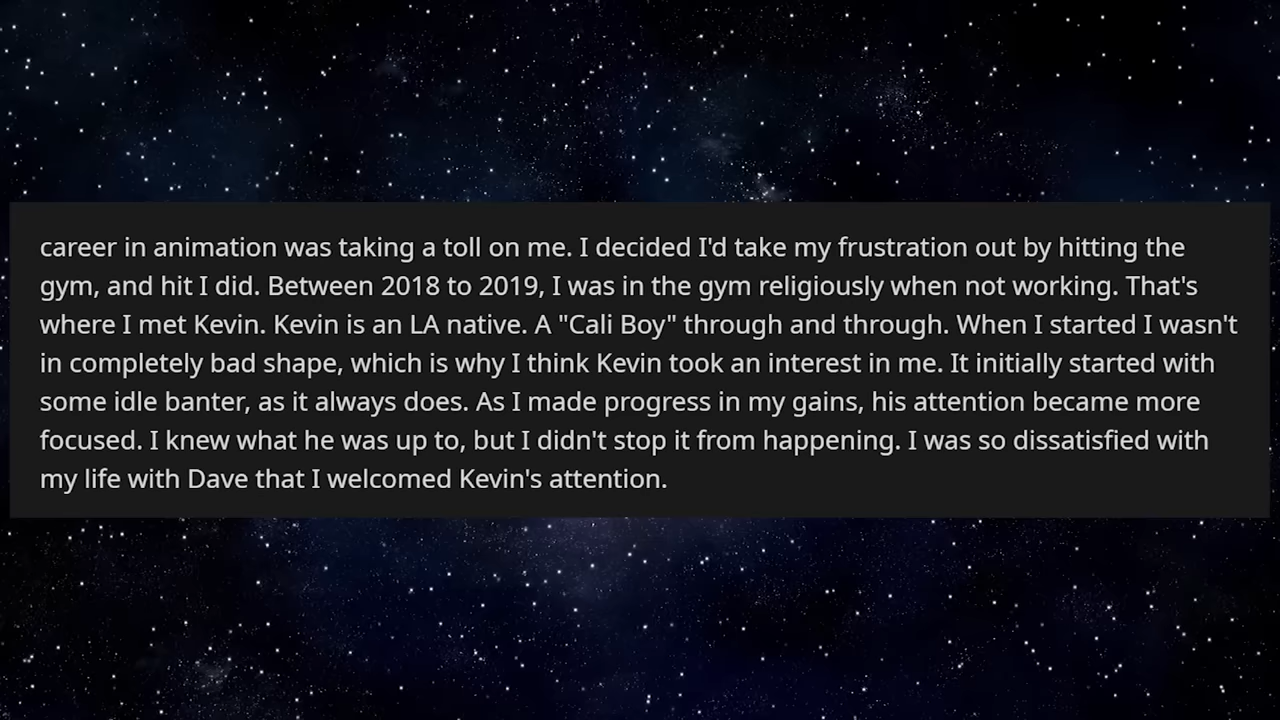 career in animation was taking a toll on me. I decided I'd take my frustration out by hitting the
gym, and hit I did. Between 2018 to 2019, I was in the gym religiously when not working. That's
where I met Kevin. Kevin is an LA native. A "Cali Boy" through and through. When I started I wasn't
in completely bad shape, which is why I think Kevin took an interest in me. It initially started with
some idle banter, as it always does. As I made progress in my gains, his attention became more
focused. I knew what he was up to, but I didn't stop it from happening. I was so dissatisfied with
my life with Dave that I welcomed Kevin's attention.